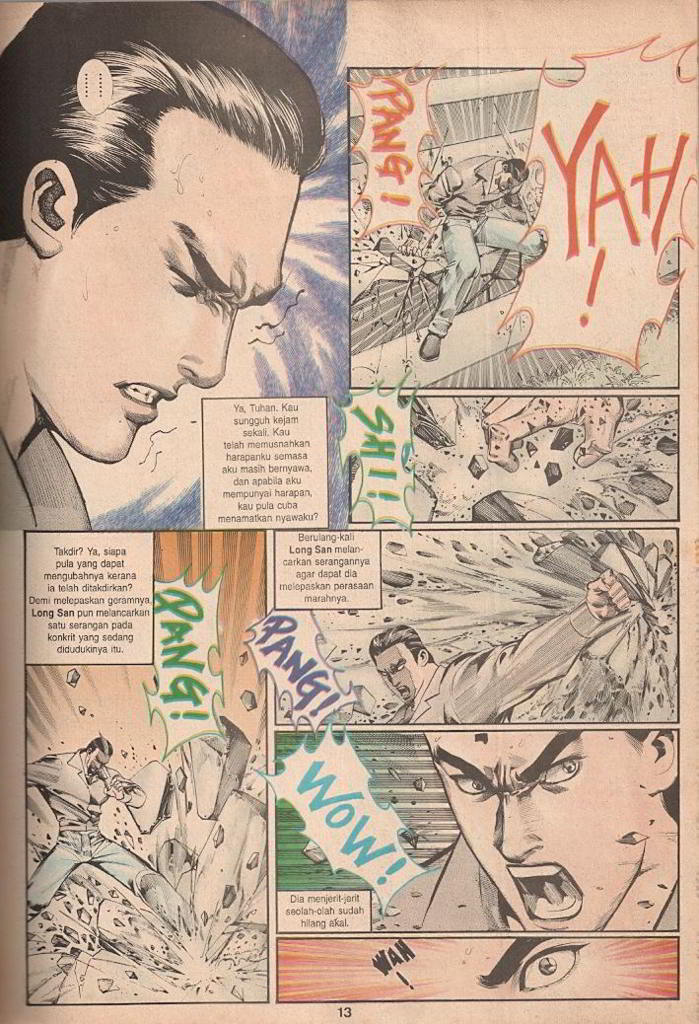 ......
PANG!
YAH!
Ya, Tuhan. Kau
sungguh kejam
sekali. Kau
telah memusnahkan
harapanku semasa
aku masih bernyawa,
dan apabila aku
mempunyai harapan,
kau pula cuba
menamatkan nyawaku?
SHI!
Takdir? Ya, siapa
pula yang dapat
mengubahnya kerana
ia telah ditakdirkan?
Demi melepaskan geramnya,
Long San pun melancarkan
satu serangan pada
konkrit yang sedang
didudukinya itu.
PANG!
Berulang-kali
Long San melan-
carkan serangannya
agar dapat dia
melepaskan perasaan
marahnya.
PANG!
WOW!
Dia menjerit-jerit
seolah-olah sudah
hilang akal.
WAH!
13